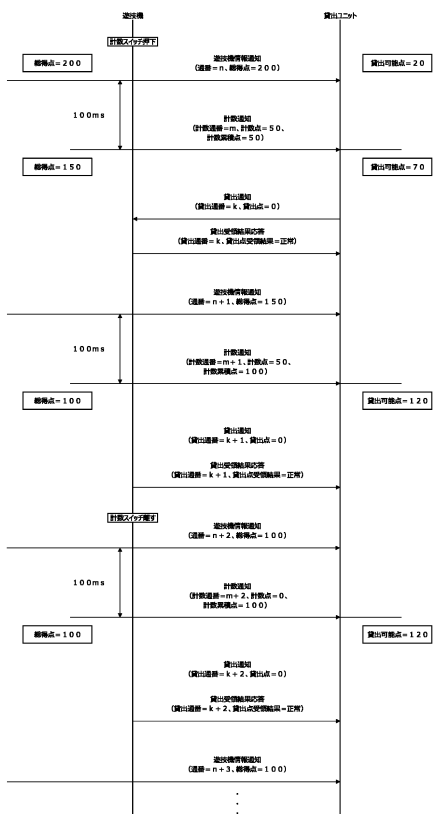 遊技機
貸出ユニット
計数スイッチ押下
総得点=200
遊技機情報通知
(通番=n、総得点=200)
貸出可能点=20
100ms
計数通知
(計数通番=m、計数点=50、
計数累積点=50)
総得点=150
貸出可能点=70
貸出通知
(貸出通番=k、貸出点=0)
貸出受領結果応答
(貸出通番=k、貸出点受領結果=正常)
遊技機情報通知
(通番=n+1、総得点=150)
100ms
計数通知
(計数通番=m+1、計数点=50、
計数累積点=100)
総得点=100
貸出可能点=120
貸出通知
(貸出通番=k+1、貸出点=0)
貸出受領結果応答
(貸出通番=k+1、貸出点受領結果=正常)
計数スイッチ離す
遊技機情報通知
(通番=n+2、総得点=100)
100ms
計数通知
(計数通番=m+2、計数点=0、
計数累積点=100)
総得点=100
貸出可能点=120
貸出通知
(貸出通番=k+2、貸出点=0)
貸出受領結果応答
(貸出通番=k+2、貸出点受領結果=正常)
遊技機情報通知
(通番=n+3、総得点=100)